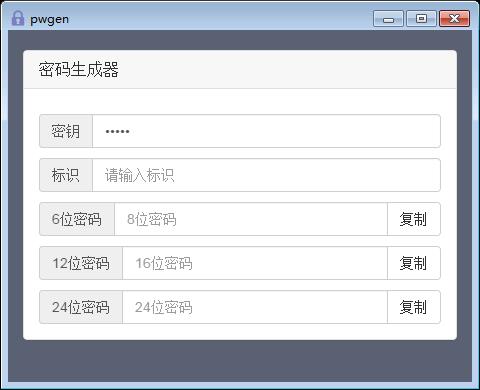 pwgen
密码生成器
密钥 •••••
标识 请输入标识
6位密码 8位密码 复制
12位密码 16位密码 复制
24位密码 24位密码 复制